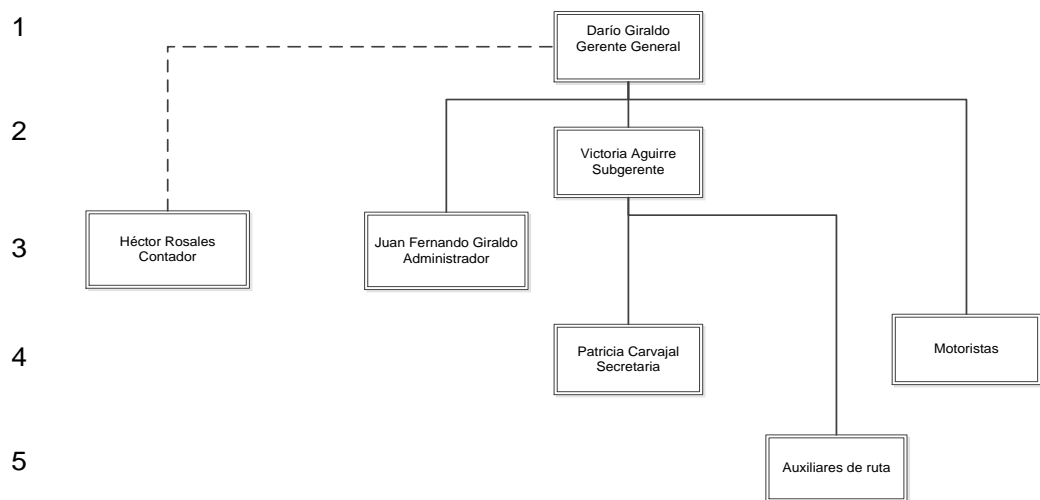 1
Darío Giraldo
Gerente General
2
Victoria Aguirre
Subgerente
3
Héctor Rosales
Contador
Juan Fernando Giraldo
Administrador
4
Patricia Carvajal
Secretaria
Motoristas
5
Auxiliares de ruta